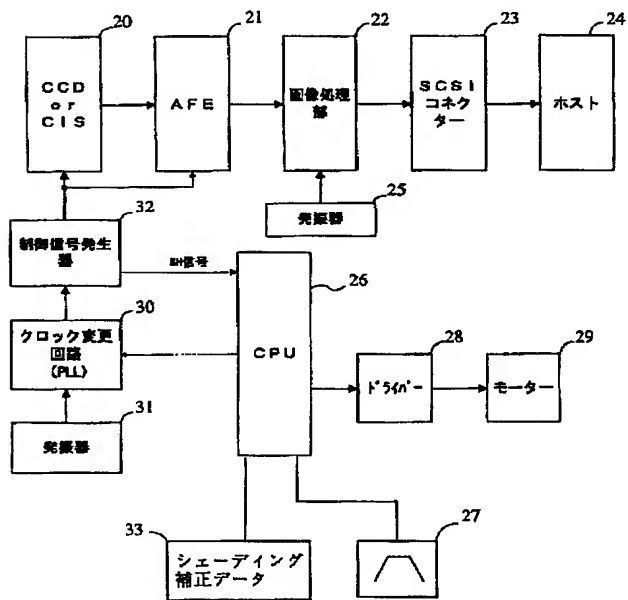 20
21
22
23
24
CCD
or
CIS
AFE
画像処理
部
SCSI
コネク
ター
ホスト
32
25
発振器
制御信号発生
器
SH信号
26
30
クロック変更
回路
(PLL)
CPU
28
29
ドライバー
モーター
31
発振器
33
シェーディング
補正データ
27